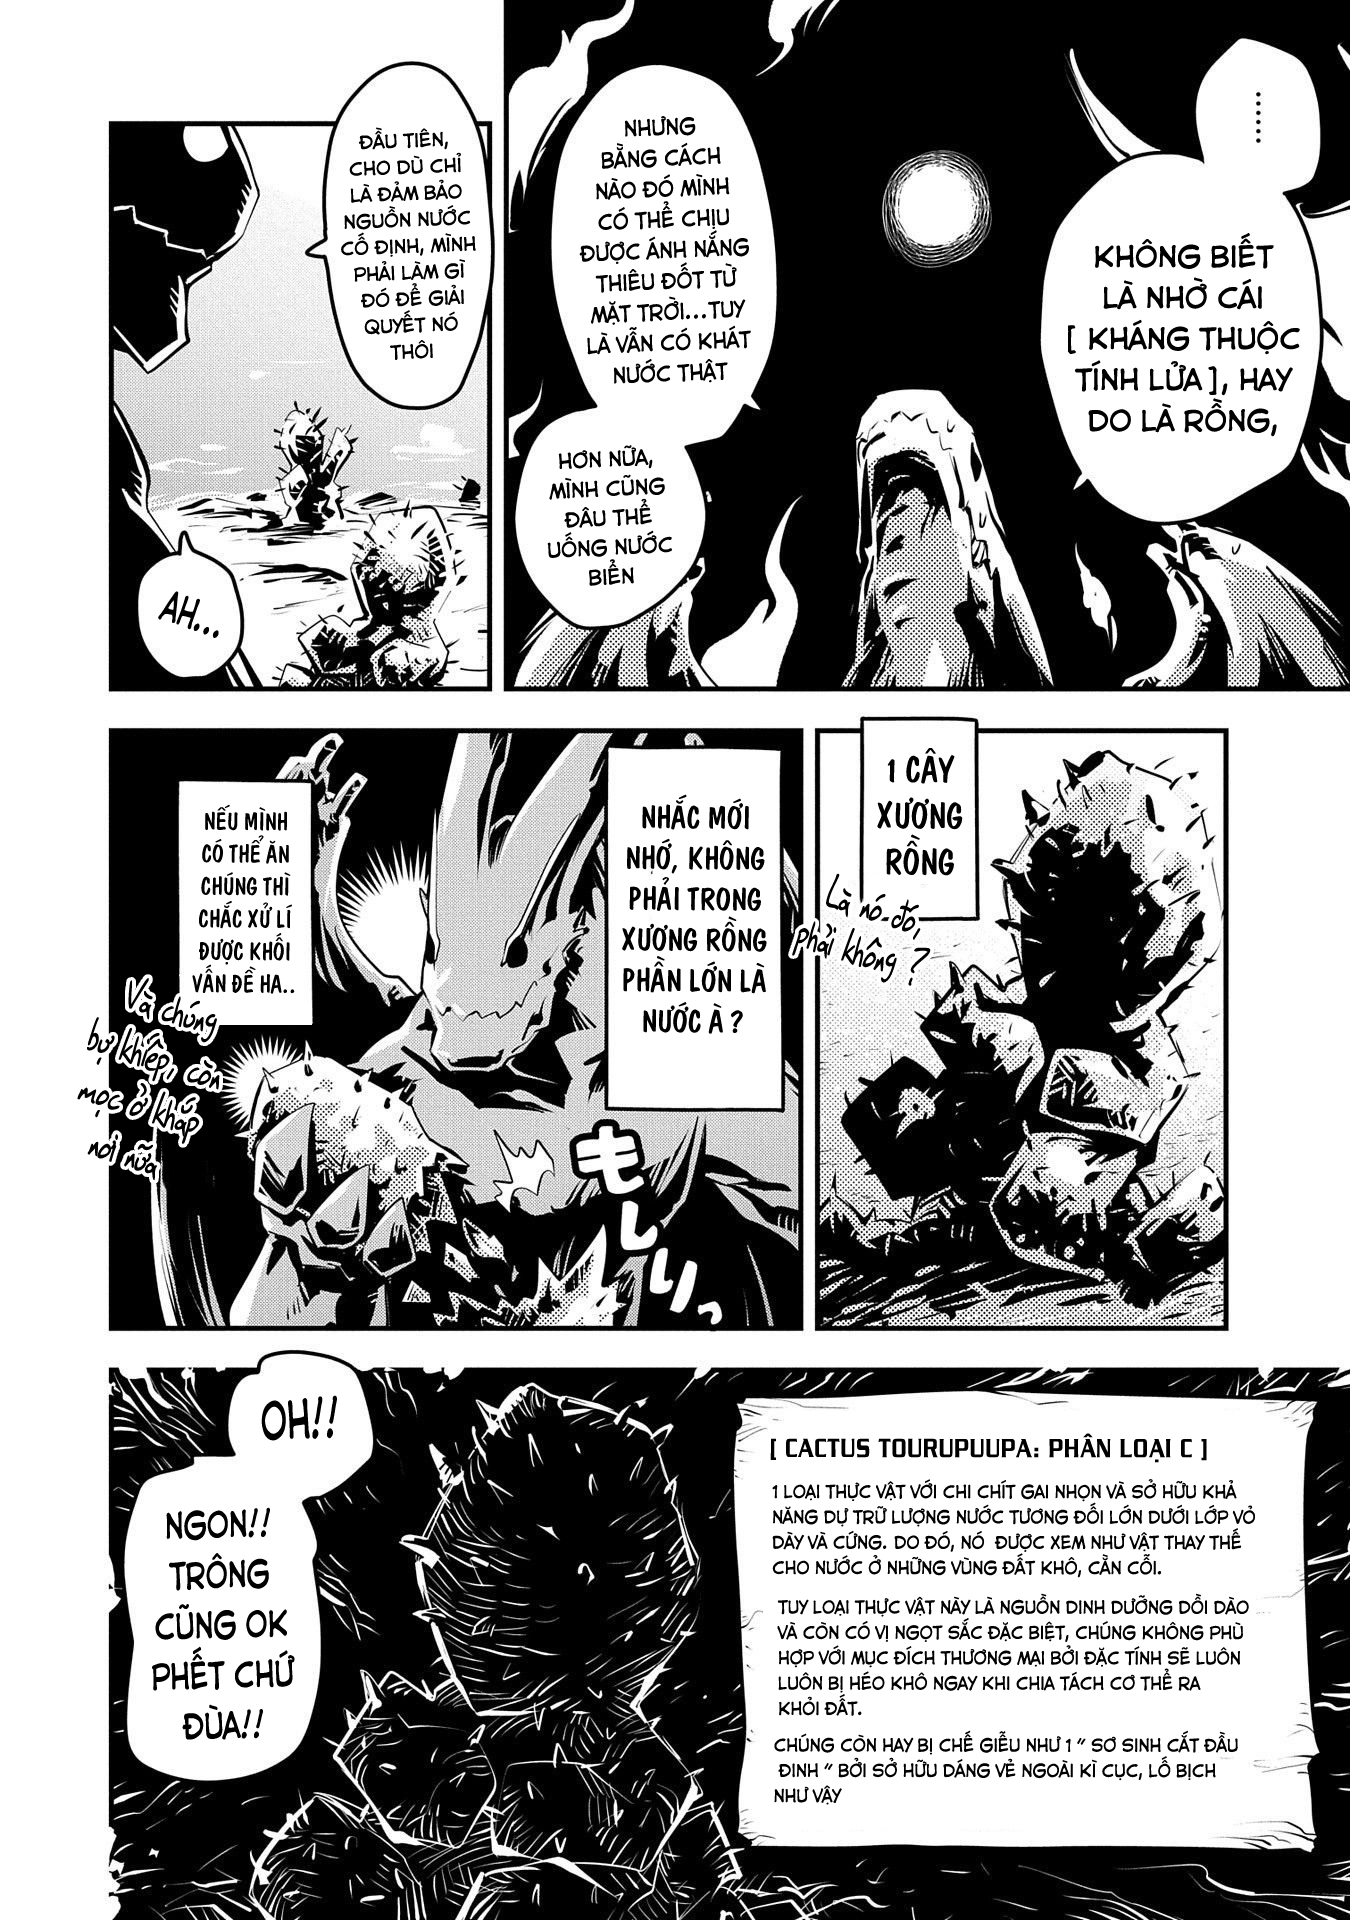 ......
KHÔNG BIẾT
LÀ NHỜ CÁI
[ KHÁNG THUỘC
TÍNH LỬA ], HAY
DO LÀ RỒNG,
NHƯNG
BẰNG CÁCH
NÀO ĐÓ MÌNH
CÓ THỂ CHỊU
ĐƯỢC ÁNH NẮNG
THIÊU ĐỐT TỪ
MẶT TRỜI...TUY
LÀ VẪN CÓ KHÁT
NƯỚC THẬT
HƠN NỮA,
MÌNH CŨNG
ĐÂU THỂ
UỐNG NƯỚC
BIỂN
ĐẦU TIÊN,
CHO DÙ CHỈ
LÀ ĐẢM BẢO
NGUỒN NƯỚC
CỐ ĐỊNH, MÌNH
PHẢI LÀM GÌ
ĐÓ ĐỂ GIẢI
QUYẾT NÓ
THÔI
AH...
1 CÂY
XƯƠNG
RỒNG
Là nó đó,
phải không ?
NHẮC MỚI
NHỚ, KHÔNG
PHẢI TRONG
XƯƠNG RỒNG
PHẦN LỚN LÀ
NƯỚC À ?
もしりっ
NẾU MÌNH
CÓ THỂ ĂN
CHÚNG THÌ
CHẮC XỬ LÍ
ĐƯỢC KHỐI
VẤN ĐỀ HA..
Và chúng
bự khiếp, còn
mọc ở khắp
nơi nữa
[ CACTUS TOURUPUUPA: PHÂN LOẠI C ]
1 LOẠI THỰC VẬT VỚI CHI CHÍT GAI NHỌN VÀ SỞ HỮU KHẢ
NĂNG DỰ TRỮ LƯỢNG NƯỚC TƯƠNG ĐỐI LỚN DƯỚI LỚP VỎ
DÀY VÀ CỨNG. DO ĐÓ, NÓ ĐƯỢC XEM NHƯ VẬT THAY THẾ
CHO NƯỚC Ở NHỮNG VÙNG ĐẤT KHÔ, CẰN CỖI.
TUY LOẠI THỰC VẬT NÀY LÀ NGUỒN DINH DƯỠNG DỒI DÀO
VÀ CÒN CÓ VỊ NGỌT SẮC ĐẶC BIỆT, CHÚNG KHÔNG PHÙ
HỢP VỚI MỤC ĐÍCH THƯƠNG MẠI BỞI ĐẶC TÍNH SẼ LUÔN
LUÔN BỊ HÉO KHÔ NGAY KHI CHIA TÁCH CƠ THỂ RA
KHỎI ĐẤT.
CHÚNG CÒN HAY BỊ CHẾ GIỄU NHƯ 1 " SƠ SINH CẮT ĐẦU
ĐINH " BỞI SỞ HỮU DÁNG VẺ NGOÀI KÌ CỤC, LỐ BỊCH
NHƯ VẬY
OH!!
NGON!!
TRÔNG
CŨNG OK
PHẾT CHỨ
ĐÙA!!